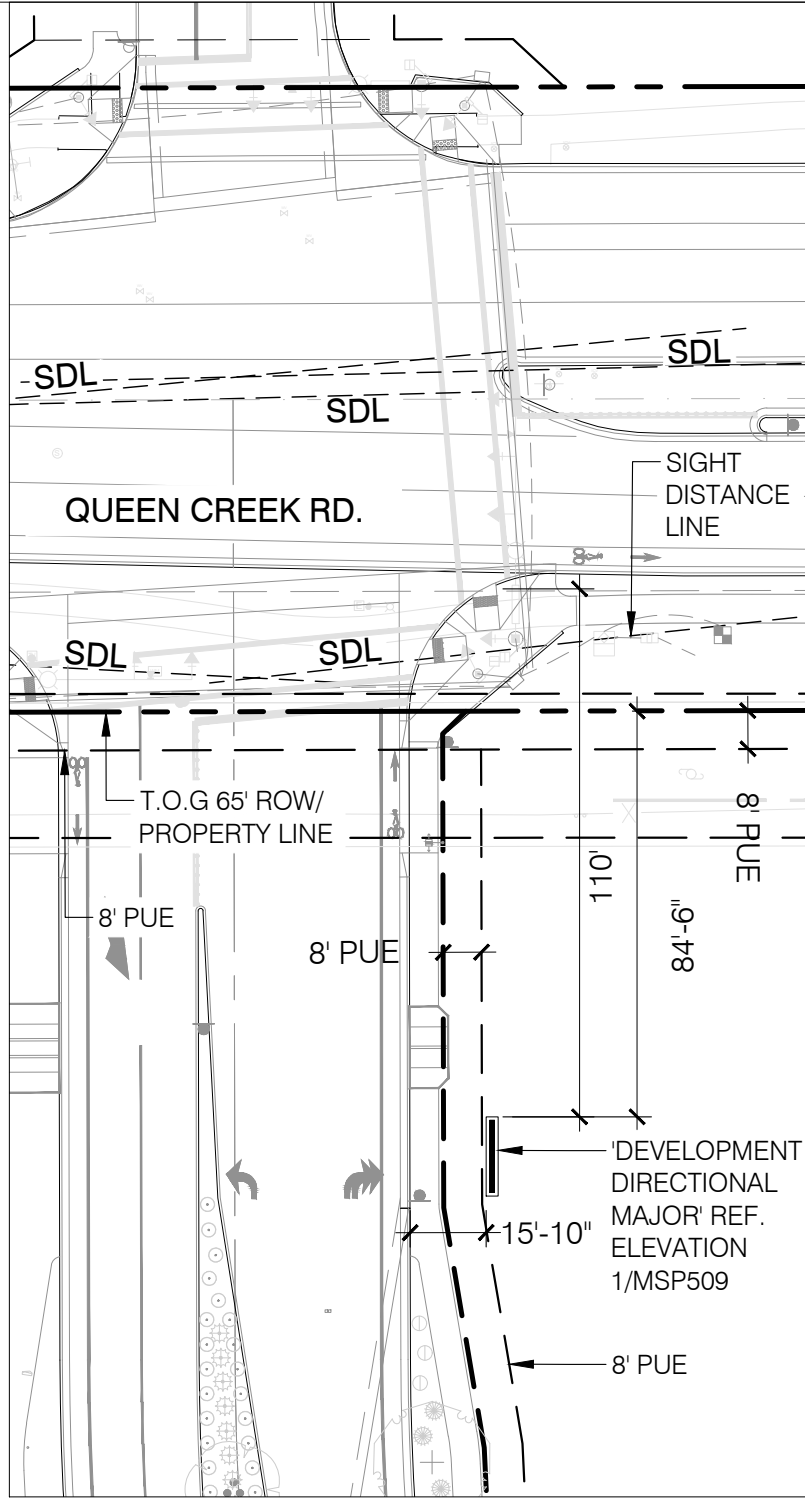 -SDL
SDL
SDL
SIGHT
DISTANCE
LINE
QUEEN CREEK RD.
SDL
SDL
T.O.G 65' ROW/
PROPERTY LINE
8' PUE
8' PUE
8' PUE
110'
84'-6"
'DEVELOPMENT
DIRECTIONAL
MAJOR' REF.
ELEVATION
1/MSP509
15'-10"
8' PUE